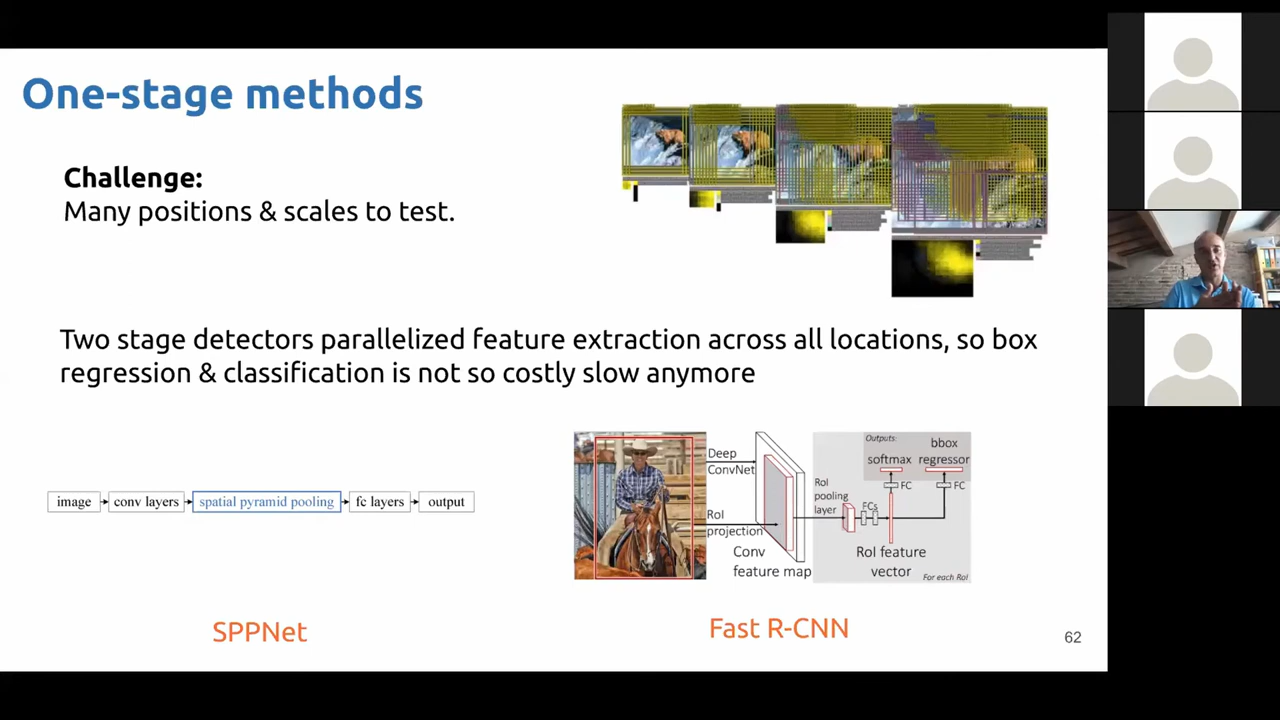 One-stage methods
Challenge:
Many positions & scales to test.
Two stage detectors parallelized feature extraction across all locations, so box
regression & classification is not so costly slow anymore
image
conv layers
spatial pyramid pooling
fc layers
output
SPPNet
Deep
ConvNet
RoI
projection
Conv
feature map
RoI
pooling
layer
FCs
RoI feature
vector
Outputs:
softmax
bbox
regressor
FC
FC
For each RoI
Fast R-CNN
62